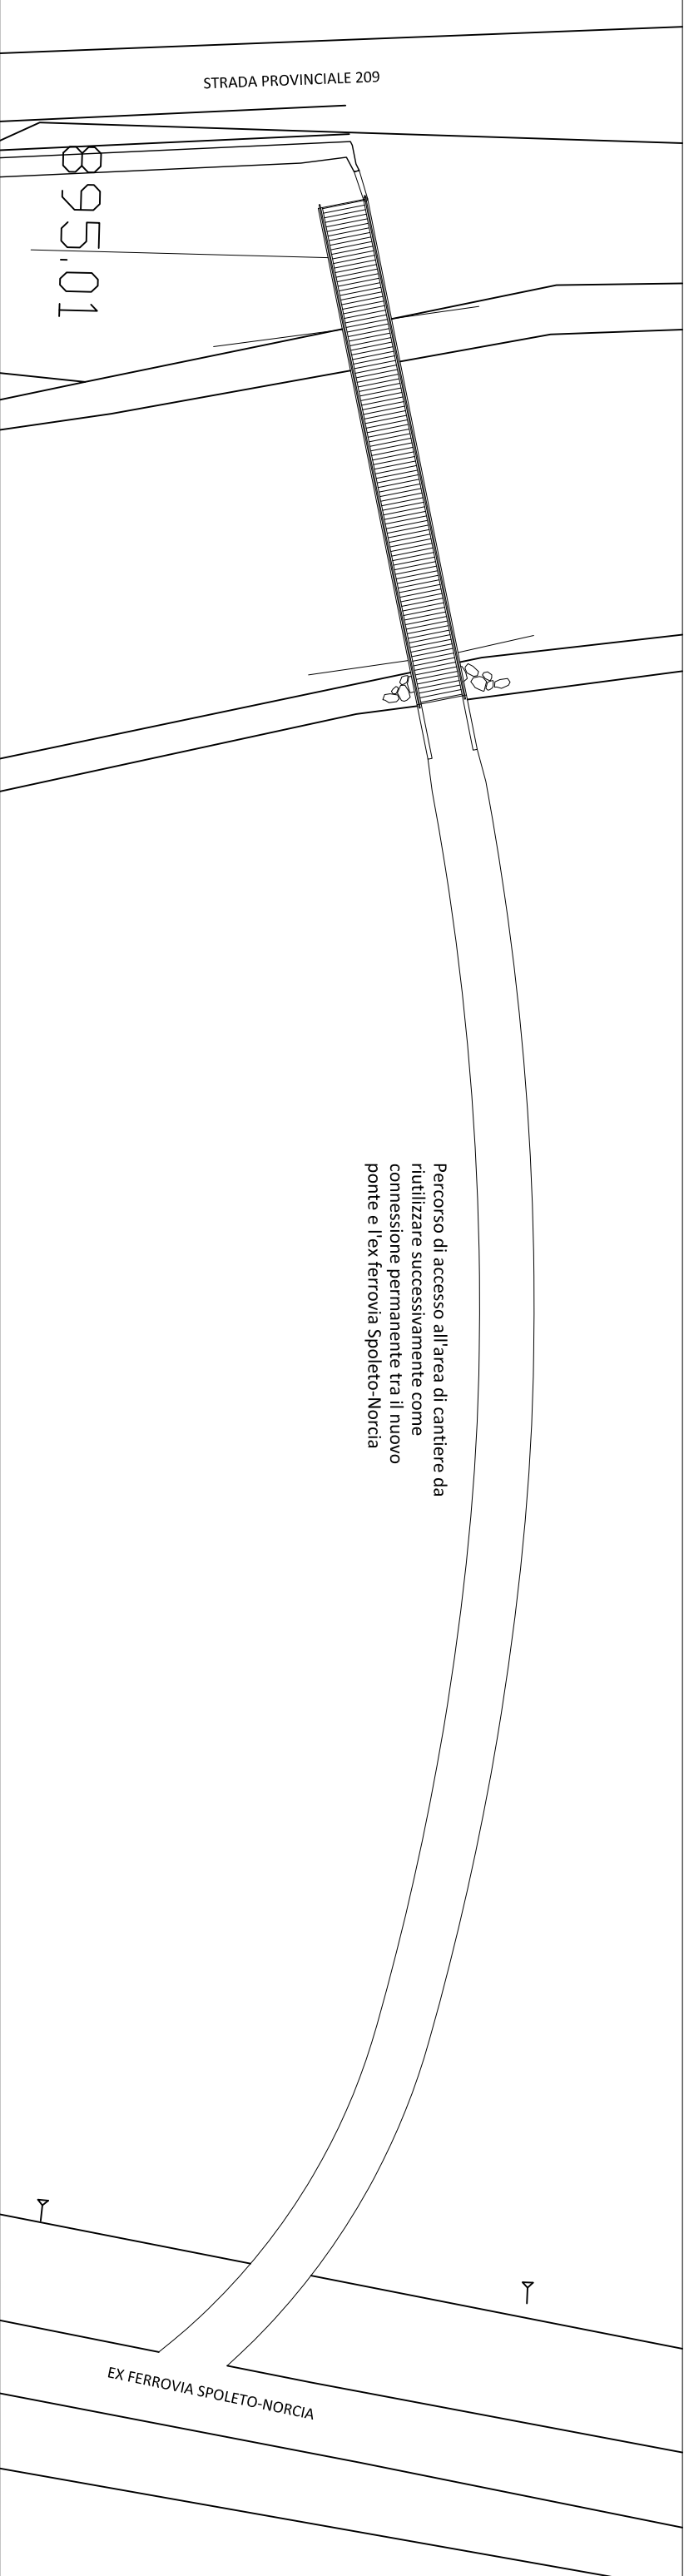 STRADA PROVINCIALE 209
895.01
Percorso di accesso all'area di cantiere da
riutilizzare successivamente come
connessione permanente tra il nuovo
ponte e l'ex ferrovia Spoleto-Norcia
EX FERROVIA SPOLETO-NORCIA